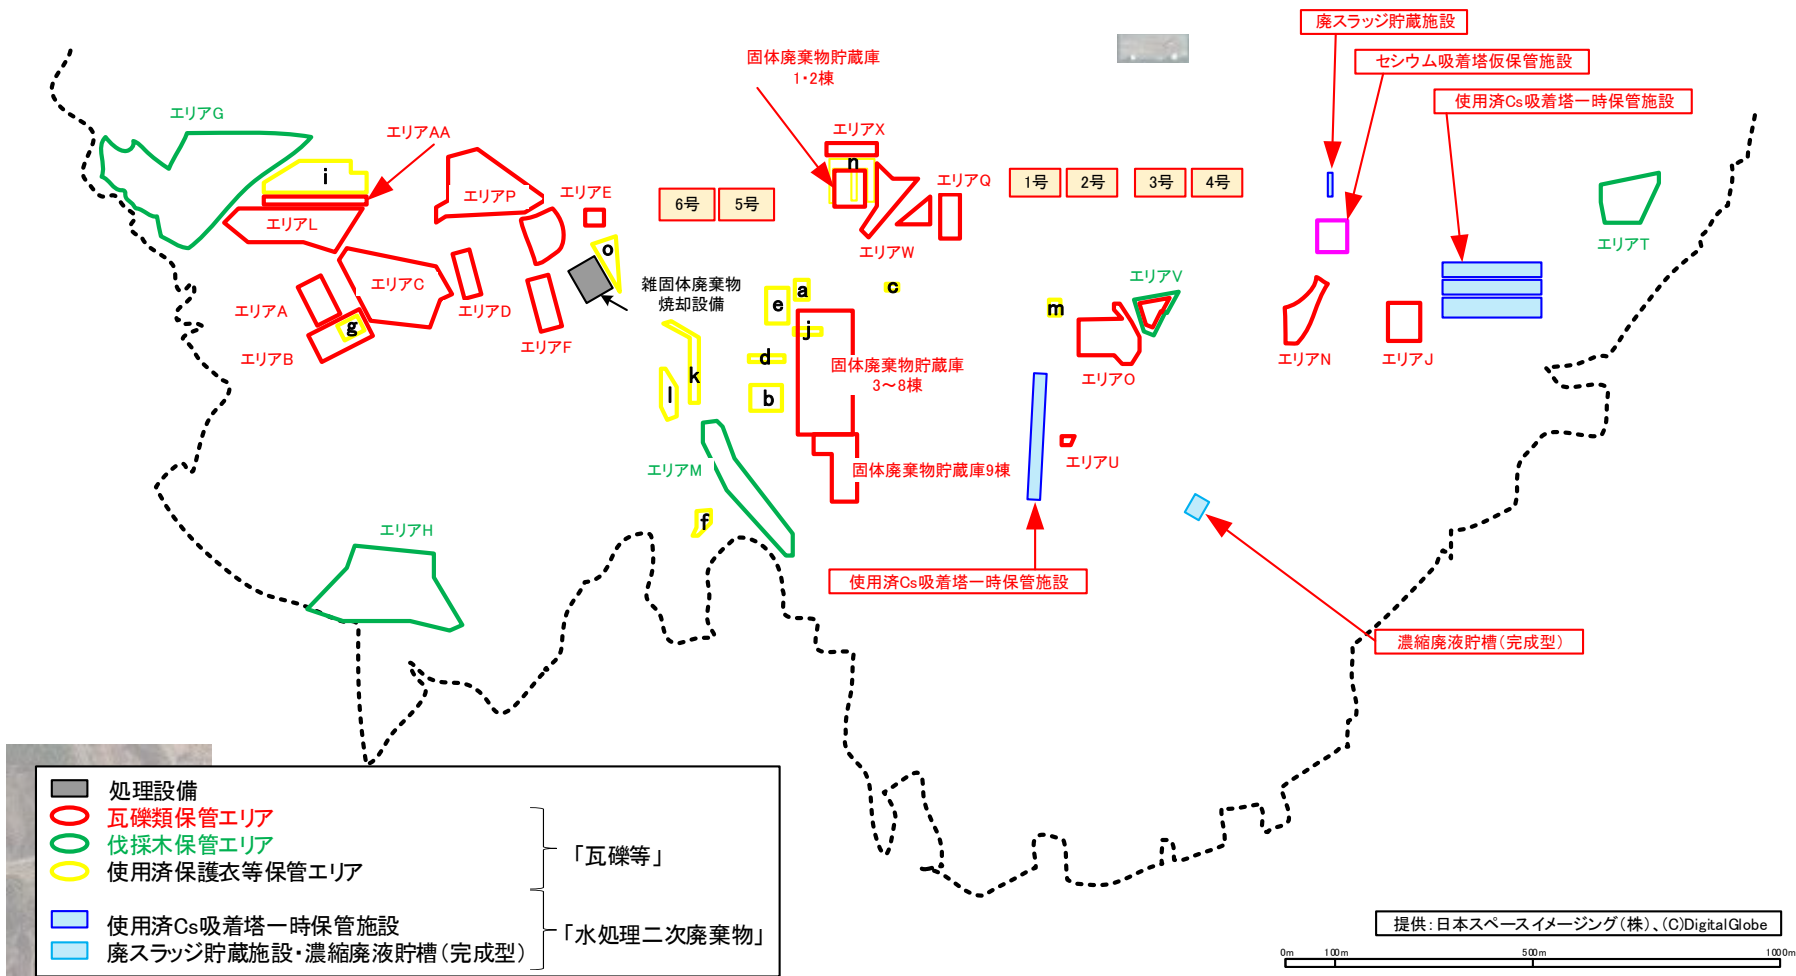 廃スラッジ貯蔵施設
セシウム吸着塔仮保管施設
使用済Cs吸着塔一時保管施設
固体廃棄物貯蔵庫
1・2棟
エリアG
エリアAA
エリアX
i
n
エリアP
エリアE
エリアQ
6号
5号
1号
2号
3号
4号
エリアL
エリアW
エリアT
o
エリアC
雑固体廃棄物
焼却設備
エリアV
エリアA
エリアD
a
c
e
m
g
j
エリアB
エリアF
d
k
固体廃棄物貯蔵庫
3～8棟
エリアO
エリアN
エリアJ
l
b
エリアM
固体廃棄物貯蔵庫9棟
エリアU
f
エリアH
使用済Cs吸着塔一時保管施設
濃縮廃液貯槽(完成型)
処理設備
瓦礫類保管エリア
伐採木保管エリア
使用済保護衣等保管エリア
「瓦礫等」
使用済Cs吸着塔一時保管施設
廃スラッジ貯蔵施設・濃縮廃液貯槽(完成型)
「水処理二次廃棄物」
提供:日本スペースイメージング(株)、(C)DigitalGlobe
0m 100m 500m 1000m